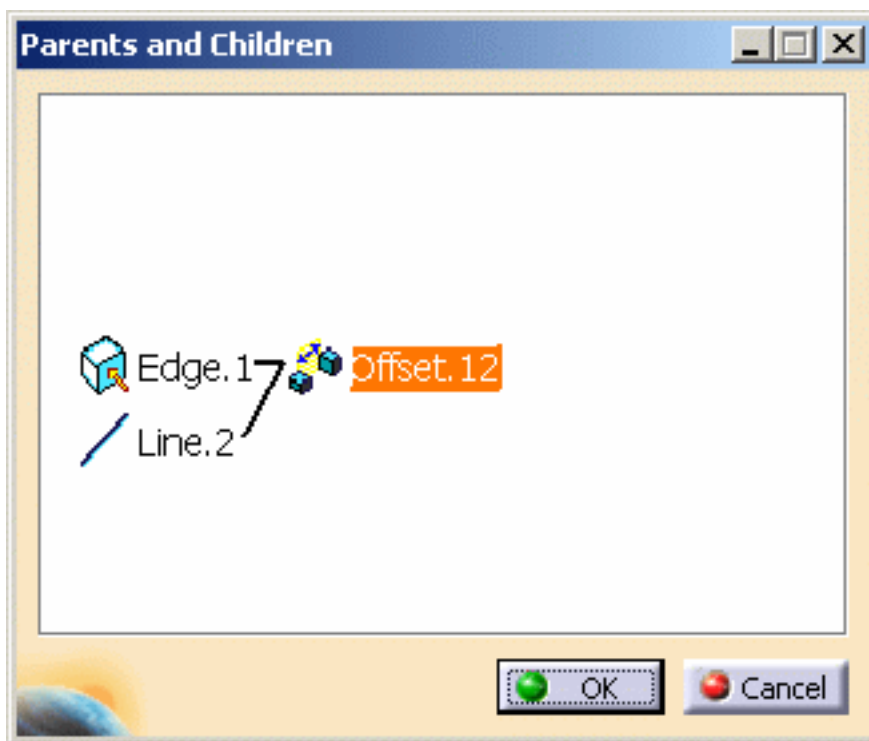 Parents and Children
Edge.1
Offset.12
Line.2
OK
Cancel